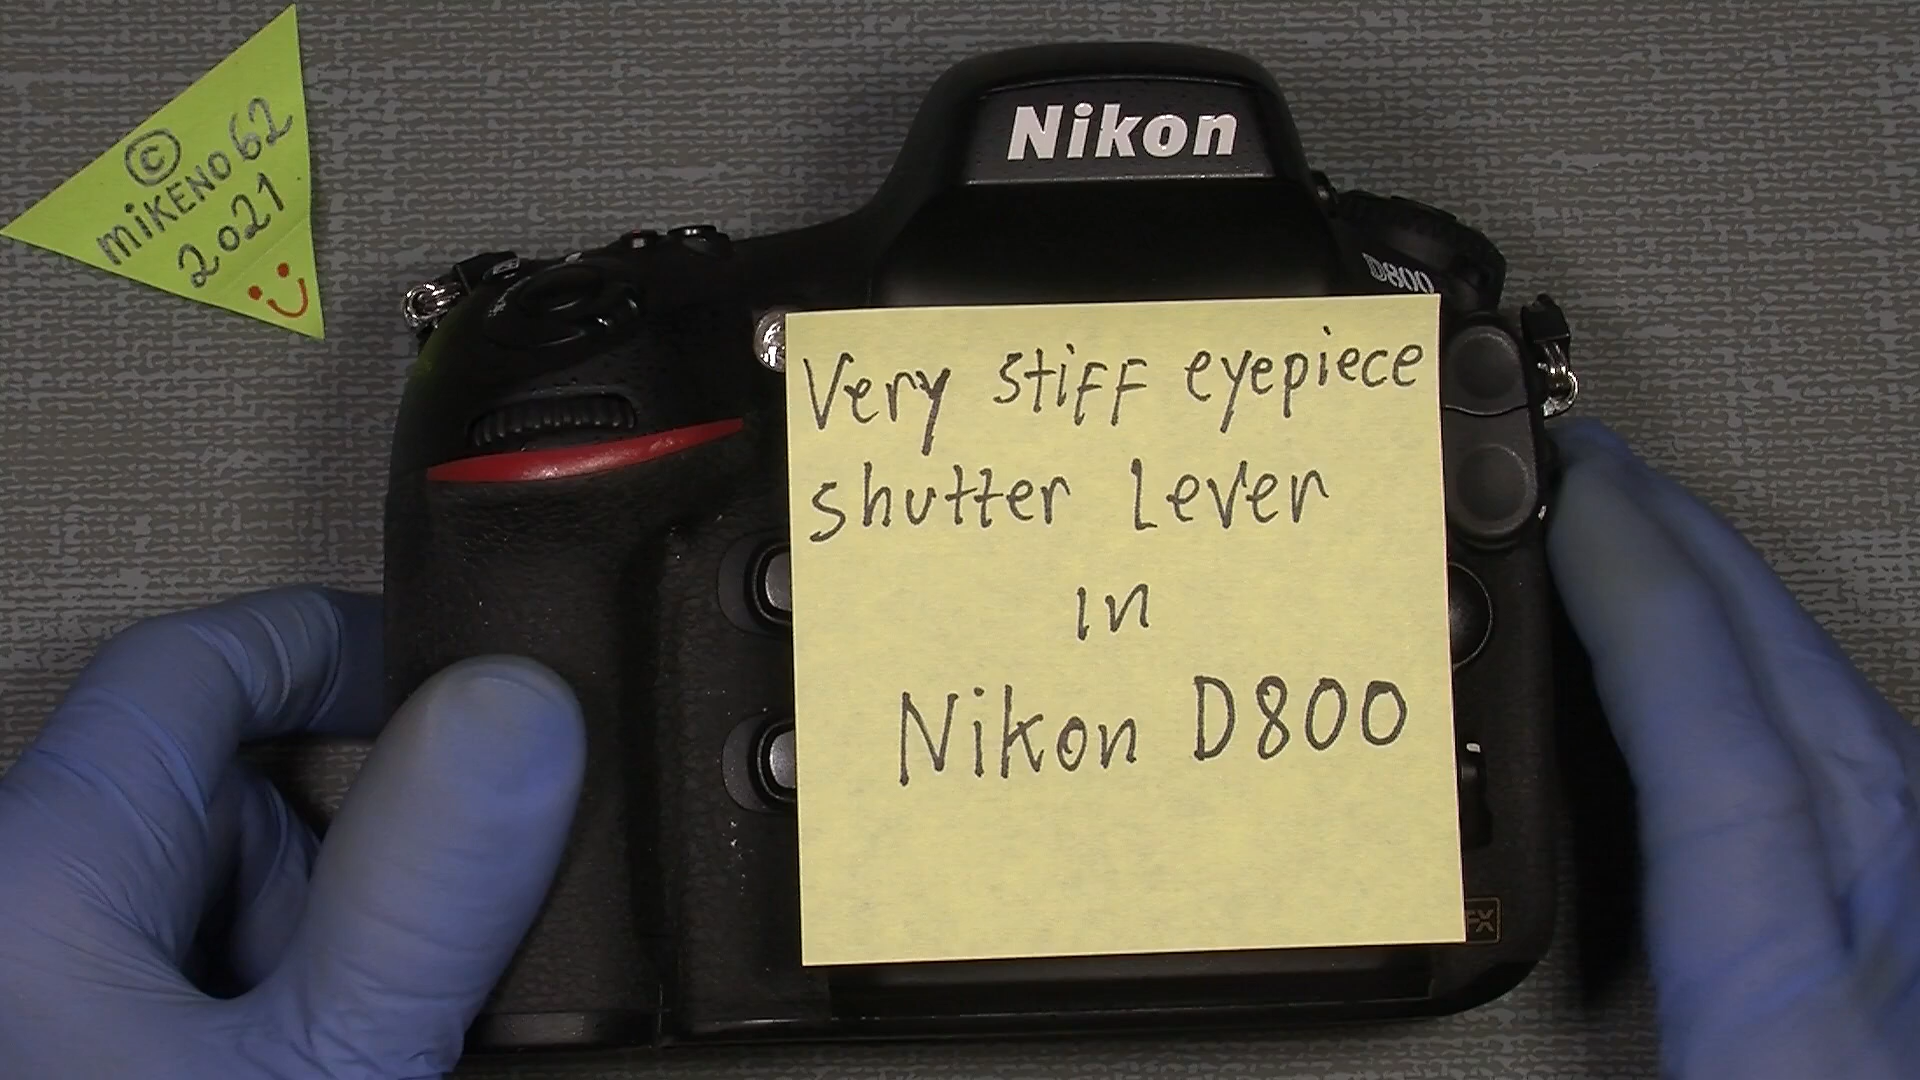 © MIKENO62
2021
Nikon
D800
Very stiff eyepiece
shutter Lever
in
Nikon D800
FX